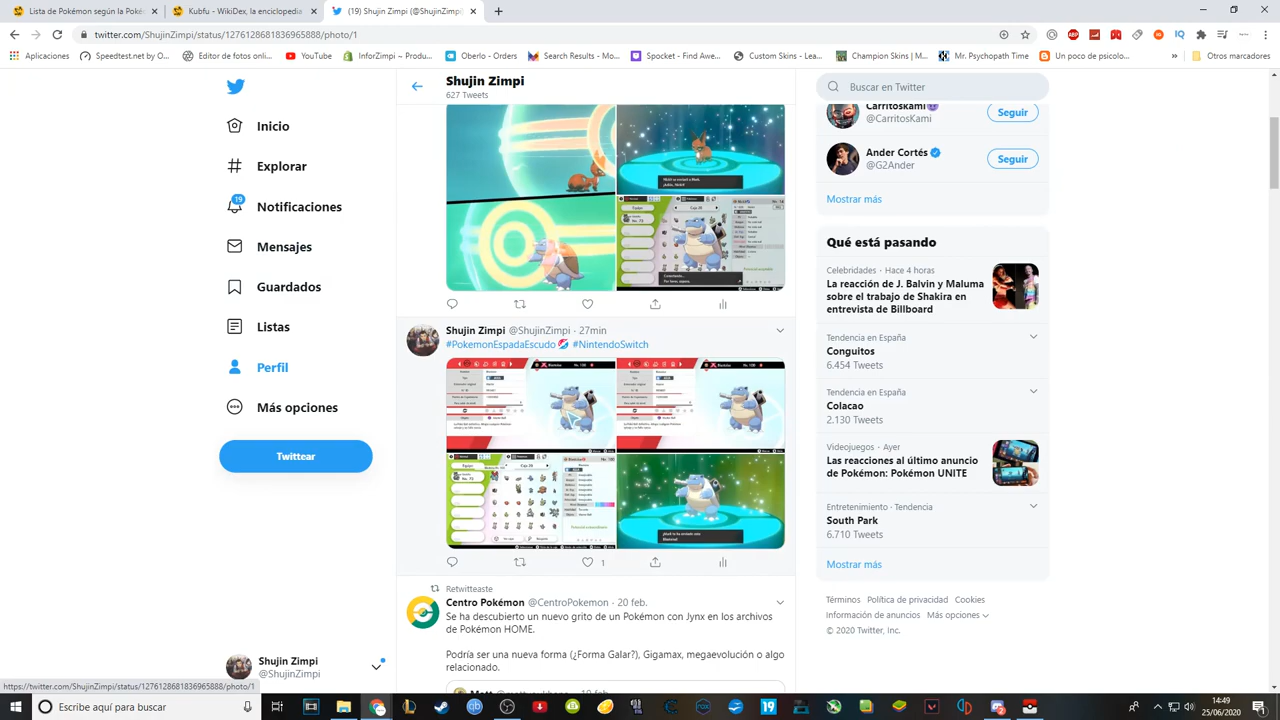 Lista de Pokémon según la Poké
Kubfu - WikiDex, la enciclopedia
(19) Shujin Zimpi (@ShujinZimpi)
twitter.com/ShujinZimpi/status/1276128681836965888/photo/1
Aplicaciones
Speedtest.net by O...
Editor de fotos onli...
YouTube
InforZimpi ~ Produ...
Oberlo - Orders
Search Results - Mo...
Spocket - Find Awe...
Custom Skins - Lea...
Champion Skins | M...
Mr. Psychopath Time
Un poco de psicolo...
»
Otros marcadores
Inicio
Explorar
19
Notificaciones
Mensajes
Guardados
Listas
Perfil
Más opciones
Twittear
Shujin Zimpi
@ShujinZimpi
https://twitter.com/ShujinZimpi/status/1276128681836965888/photo/1
Shujin Zimpi
627 Tweets
Shujin Zimpi @ShujinZimpi · 27min
#PokemonEspadaEscudo #NintendoSwitch
1
Retwitteaste
Centro Pokémon @CentroPokemon · 20 feb.
Se ha descubierto un nuevo grito de un Pokémon con Jynx en los archivos
de Pokémon HOME.
Podría ser una nueva forma (¿Forma Galar?), Gigamax, megaevolución o algo
relacionado.
Buscar en Twitter
Carritoskami
@CarritosKami
Seguir
Ander Cortés
@G2Ander
Seguir
Mostrar más
Qué está pasando
Celebridades · Hace 4 horas
La reacción de J. Balvin y Maluma
sobre el trabajo de Shakira en
entrevista de Billboard
Tendencia en España
Conguitos
6.454 Tweets
Tendencia en España
Colacao
2.130 Tweets
Videojuegos · Ayer
Las reacciones al último anuncio
de Pokémon: Pokémon UNITE
Entretenimiento · Tendencia
South Park
6.710 Tweets
Mostrar más
Términos Política de privacidad Cookies
Información de anuncios Más opciones
© 2020 Twitter, Inc.
Escribe aquí para buscar
14:49
25/06/2020